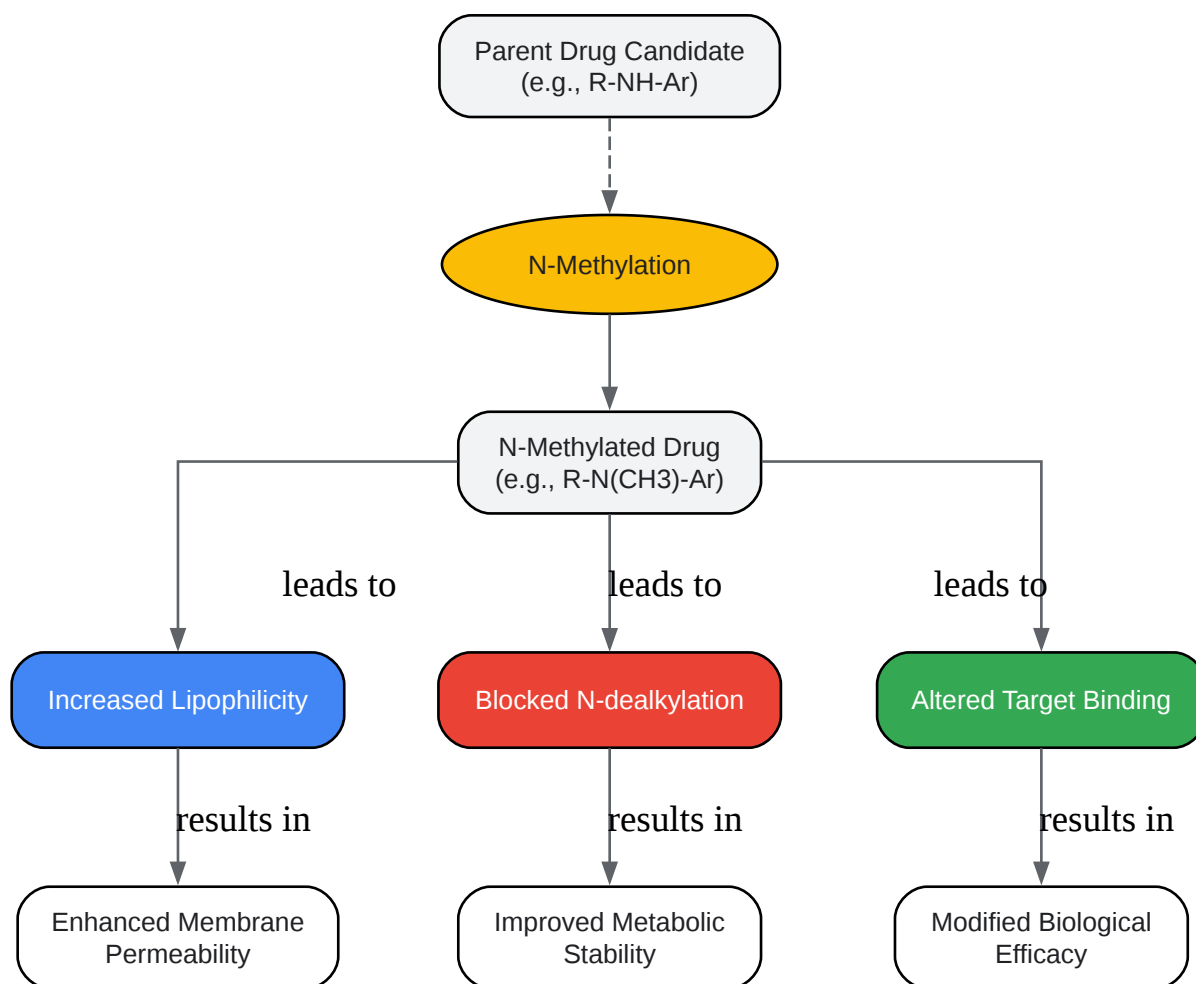 Parent Drug Candidate
(e.g., R-NH-Ar)
N-Methylation
N-Methylated Drug
(e.g., R-N(CH3)-Ar)
leads to
leads to
leads to
Increased Lipophilicity
Blocked N-dealkylation
Altered Target Binding
results in
results in
results in
Enhanced Membrane
Permeability
Improved Metabolic
Stability
Modified Biological
Efficacy